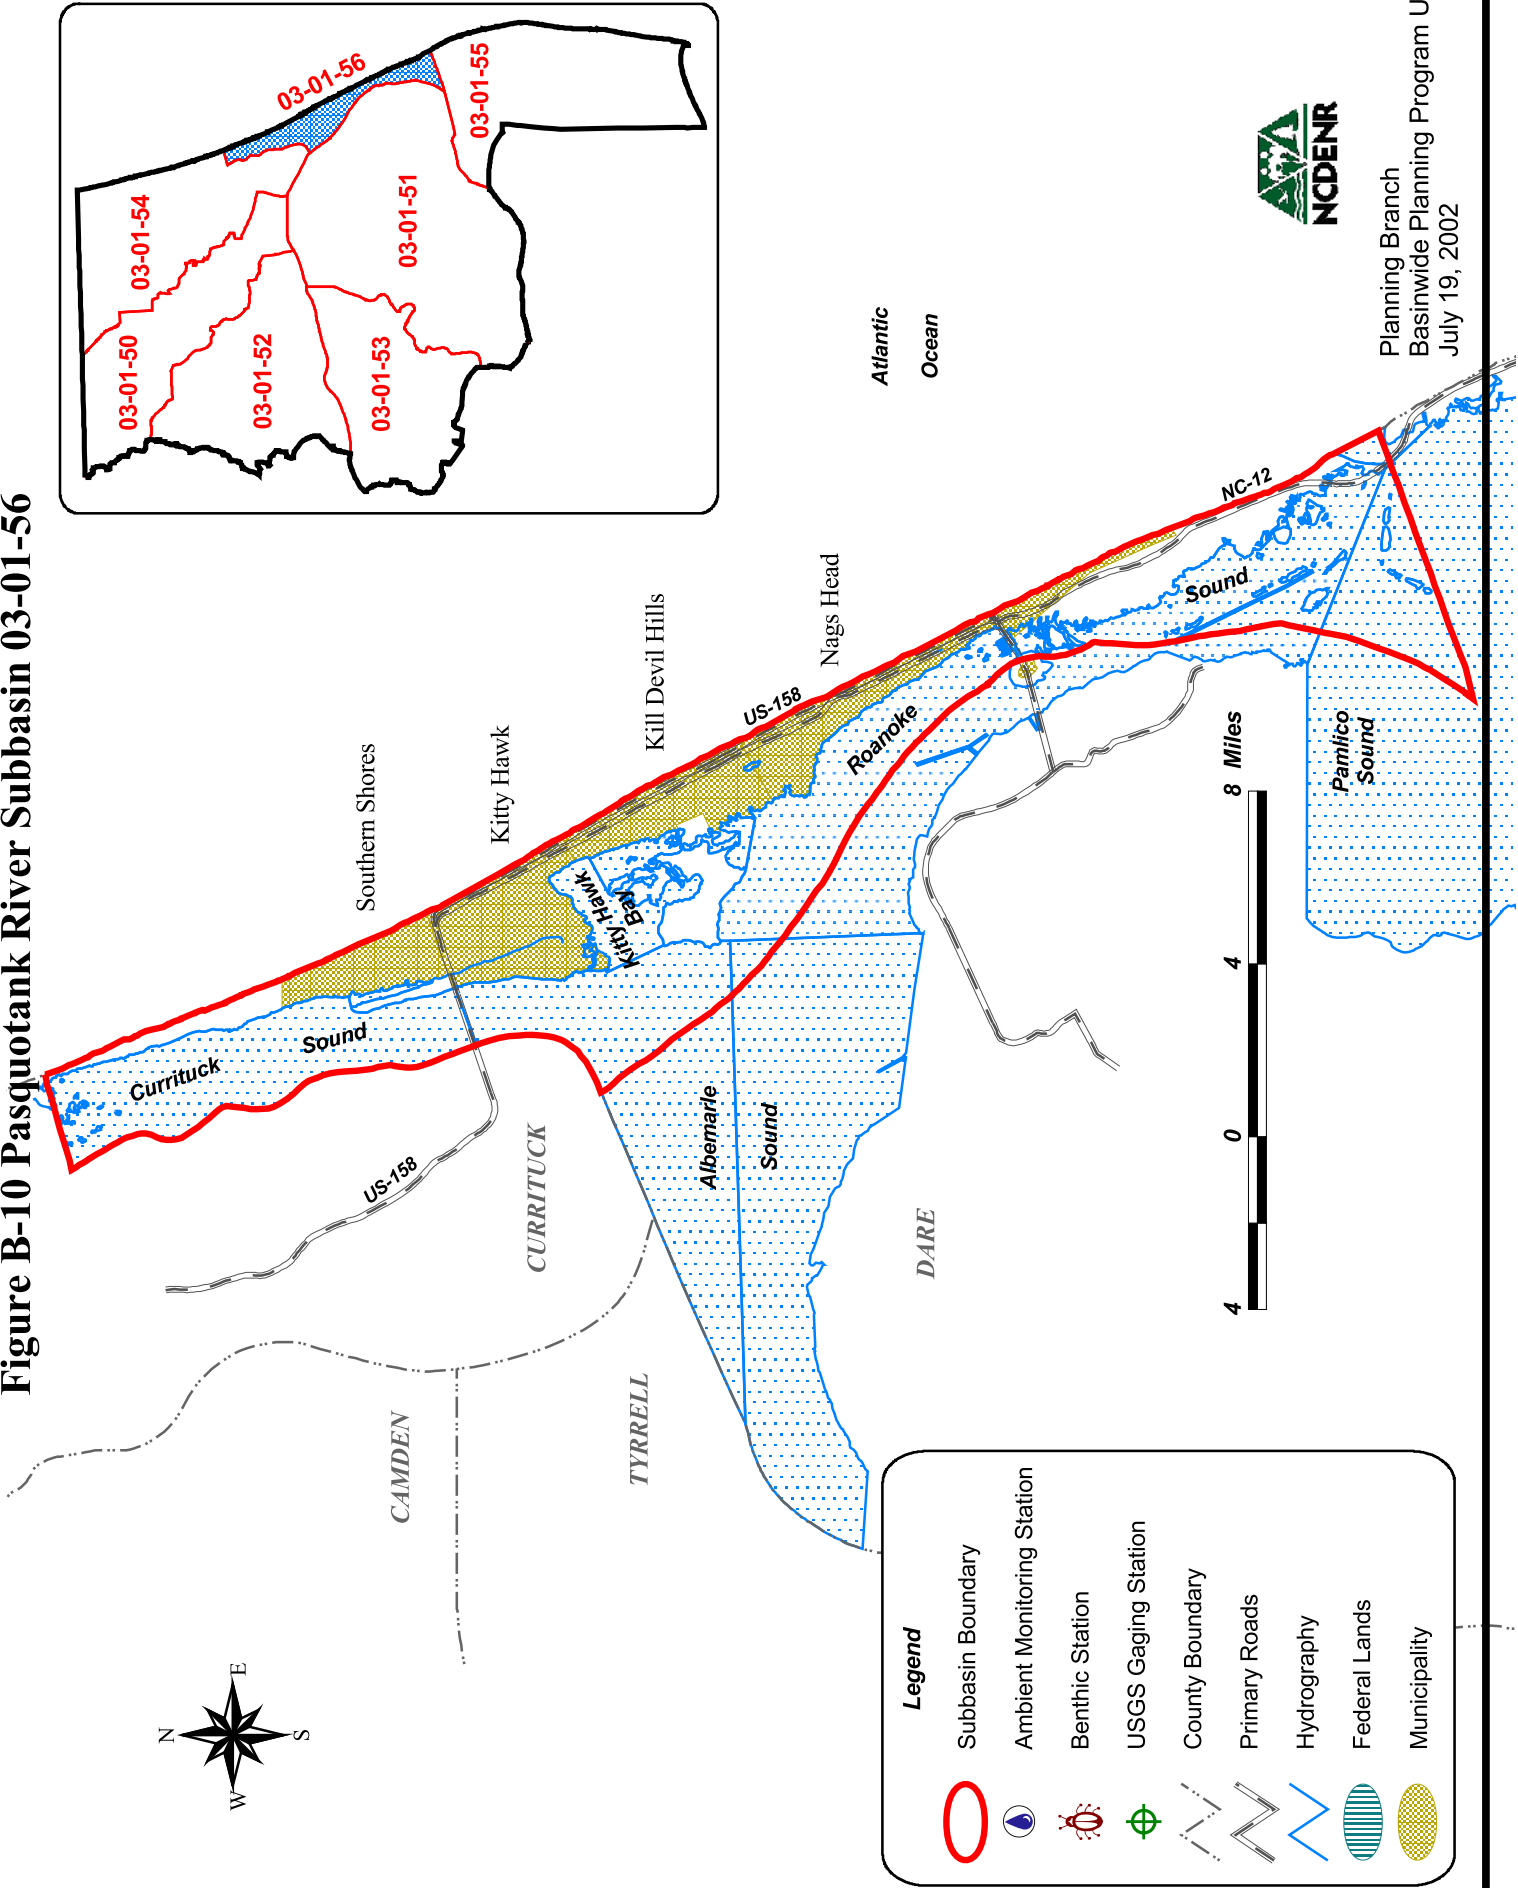 Figure B-10 Pasquotank River Subbasin 03-01-56
03-01-50
03-01-54
03-01-56
03-01-52
03-01-53
03-01-51
03-01-55
N
W
E
S
Southern Shores
Kitty Hawk
Kill Devil Hills
Nags Head
Currituck
Sound
US-158
US-158
NC-12
Kitty Hawk
Bay
Roanoke
Sound
Atlantic
Ocean
Albemarle
Sound
Pamlico
Sound
CAMDEN
CURRITUCK
TYRRELL
DARE
4
0
4
8
Miles
Legend
Subbasin Boundary
Ambient Monitoring Station
Benthic Station
USGS Gaging Station
County Boundary
Primary Roads
Hydrography
Federal Lands
Municipality
NCDENR
Planning Branch
Basinwide Planning Program U
July 19, 2002